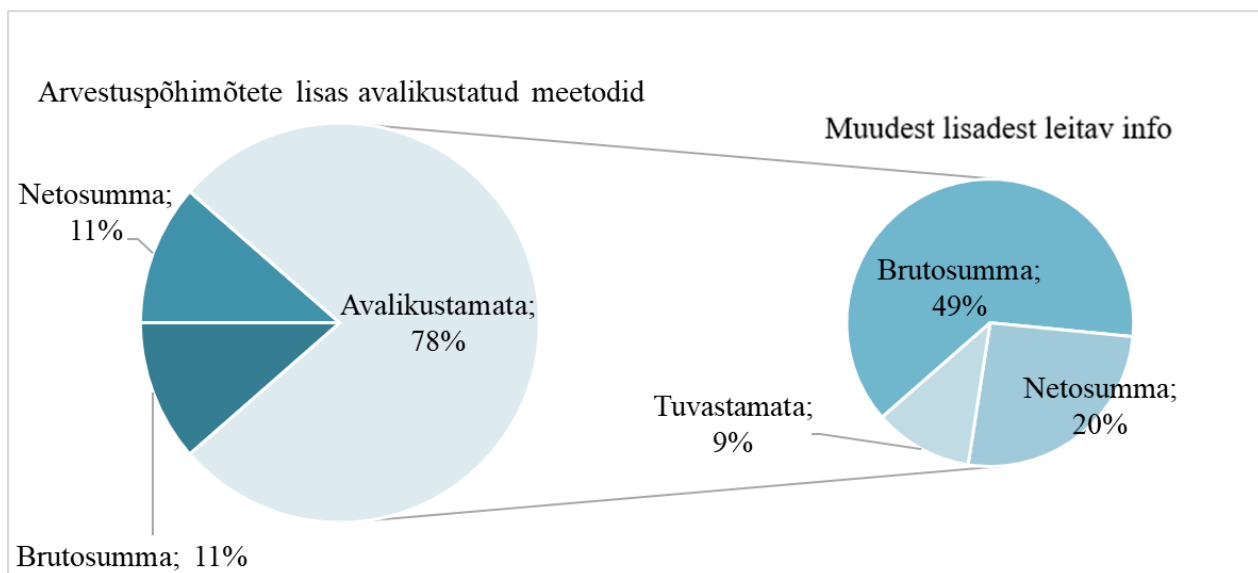 Arvestuspõhimõtete lisas avalikustatud meetodid
Muudest lisadest leitav info
Netosumma;
11%
Avalikustamata;
78%
Brutosumma; 11%
Brutosumma;
49%
Tuvastamata;
9%
Netosumma;
20%